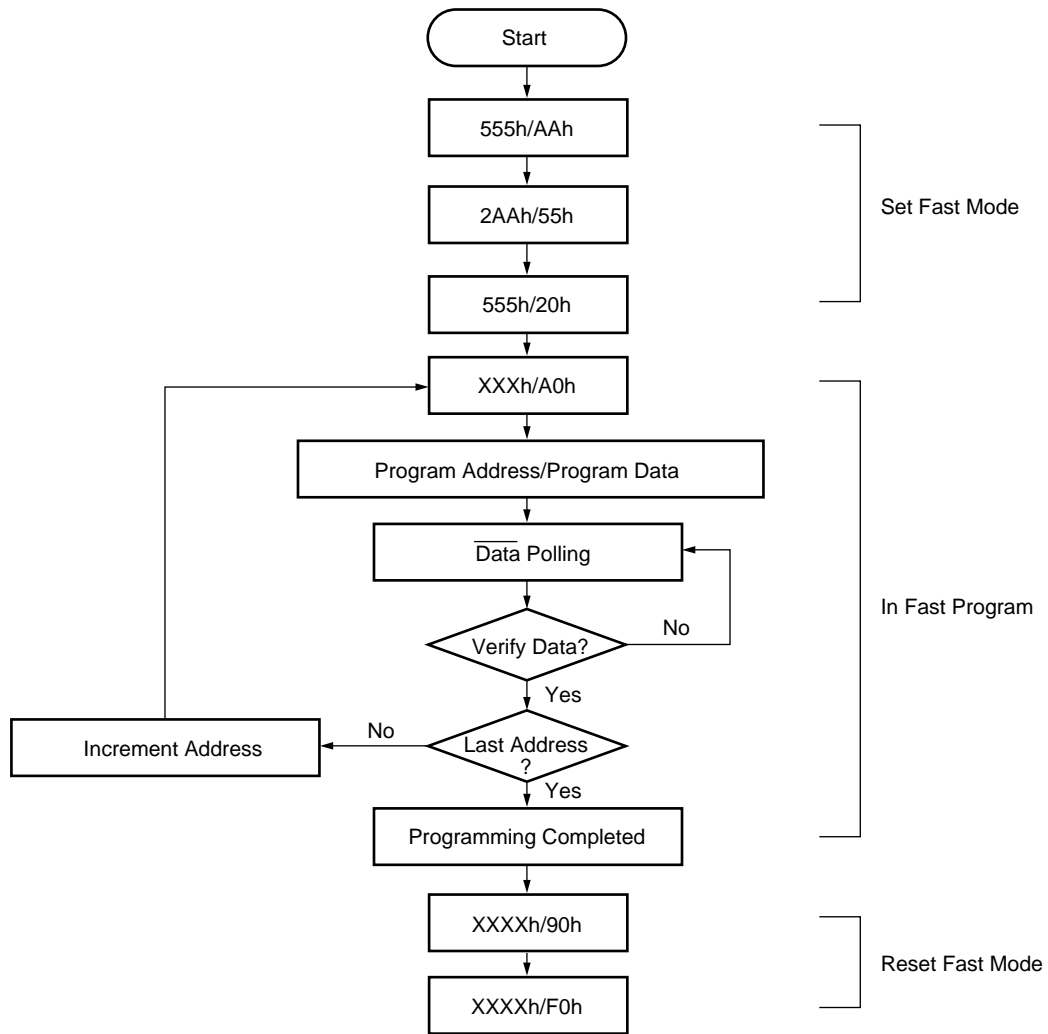 Start
555h/AAh
2AAh/55h
Set Fast Mode
555h/20h
XXXh/A0h
Program Address/Program Data
Data Polling
In Fast Program
Verify Data?
No
Yes
Increment Address
No
Last Address
?
Yes
Programming Completed
XXXXh/90h
Reset Fast Mode
XXXXh/F0h